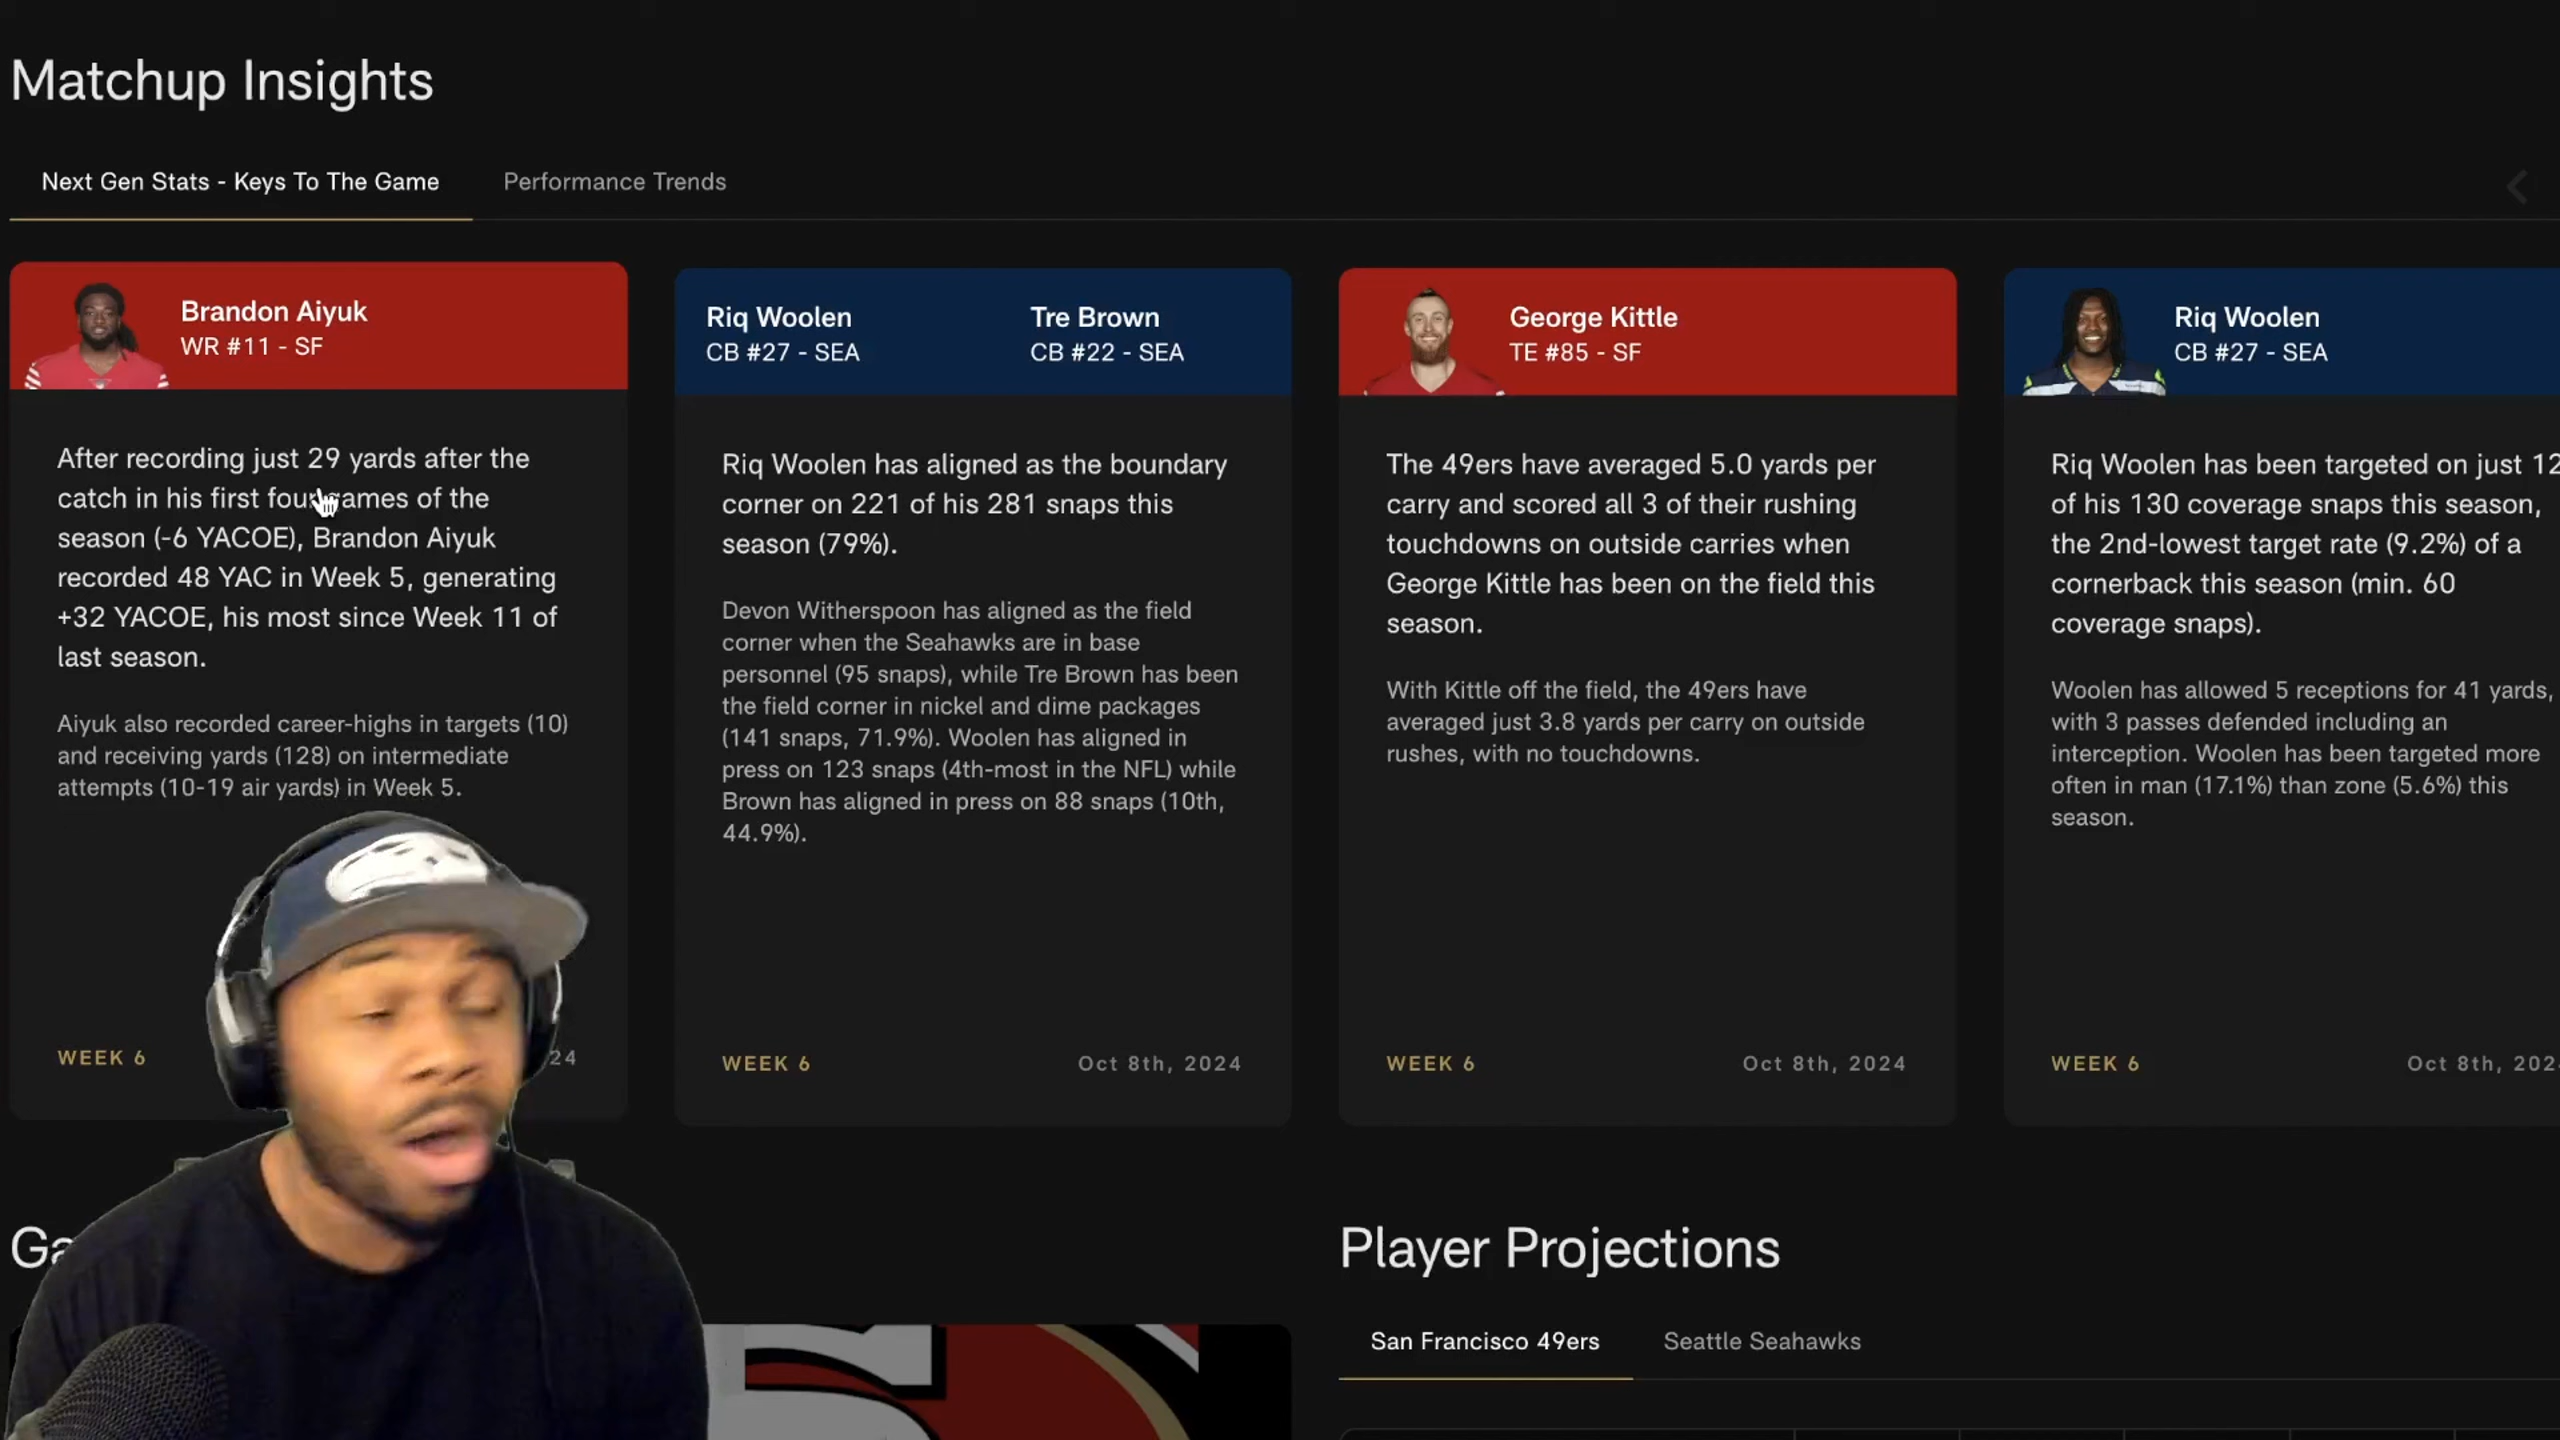 Matchup Insights
Next Gen Stats - Keys To The Game
Performance Trends
Brandon Aiyuk
WR #11 - SF
After recording just 29 yards after the
catch in his first four games of the
season (-6 YACOE), Brandon Aiyuk
recorded 48 YAC in Week 5, generating
+32 YACOE, his most since Week 11 of
last season.
Aiyuk also recorded career-highs in targets (10)
and receiving yards (128) on intermediate
attempts (10-19 air yards) in Week 5.
WEEK 6
24
Riq Woolen
CB #27 - SEA
Tre Brown
CB #22 - SEA
Riq Woolen has aligned as the boundary
corner on 221 of his 281 snaps this
season (79%).
Devon Witherspoon has aligned as the field
corner when the Seahawks are in base
personnel (95 snaps), while Tre Brown has been
the field corner in nickel and dime packages
(141 snaps, 71.9%). Woolen has aligned in
press on 123 snaps (4th-most in the NFL) while
Brown has aligned in press on 88 snaps (10th,
44.9%).
WEEK 6
Oct 8th, 2024
George Kittle
TE #85 - SF
The 49ers have averaged 5.0 yards per
carry and scored all 3 of their rushing
touchdowns on outside carries when
George Kittle has been on the field this
season.
With Kittle off the field, the 49ers have
averaged just 3.8 yards per carry on outside
rushes, with no touchdowns.
WEEK 6
Oct 8th, 2024
Riq Woolen
CB #27 - SEA
Riq Woolen has been targeted on just 12
of his 130 coverage snaps this season,
the 2nd-lowest target rate (9.2%) of a
cornerback this season (min. 60
coverage snaps).
Woolen has allowed 5 receptions for 41 yards,
with 3 passes defended including an
interception. Woolen has been targeted more
often in man (17.1%) than zone (5.6%) this
season.
WEEK 6
Oct 8th, 202
Player Projections
San Francisco 49ers
Seattle Seahawks